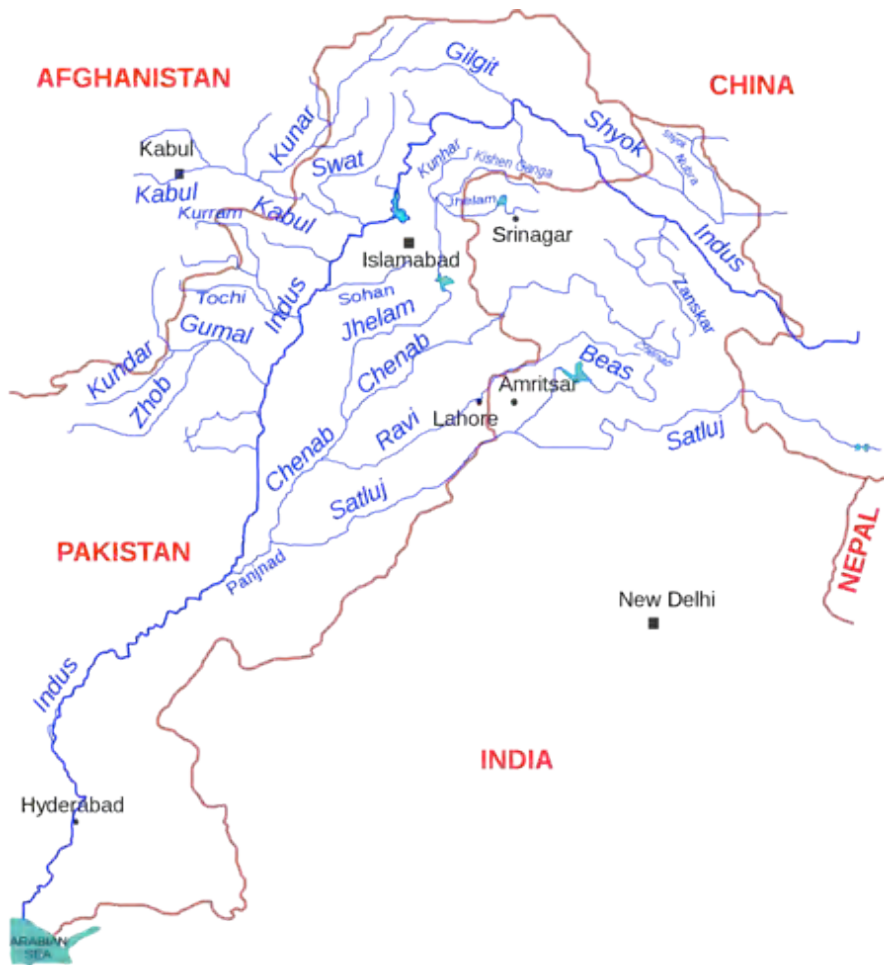 Gilgit
AFGHANISTAN
CHINA
Kunar
Shyok
Shyok
Kabul
Swat
Kunhar
Kishen Ganga
Nubra
Kabul
Kurram
Kabul
Jhelam
Srinagar
Indus
Islamabad
Indus
Zanskar
Tochi
Sohan
Gumal
Jhelam
Chenab
Chenab
Kundar
Beas
Zhob
Amritsar
Lahore
Ravi
Satluj
Chenab
Satluj
PAKISTAN
Panjnad
NEPAL
New Delhi
Indus
INDIA
Hyderabad
ARABIAN
SEA